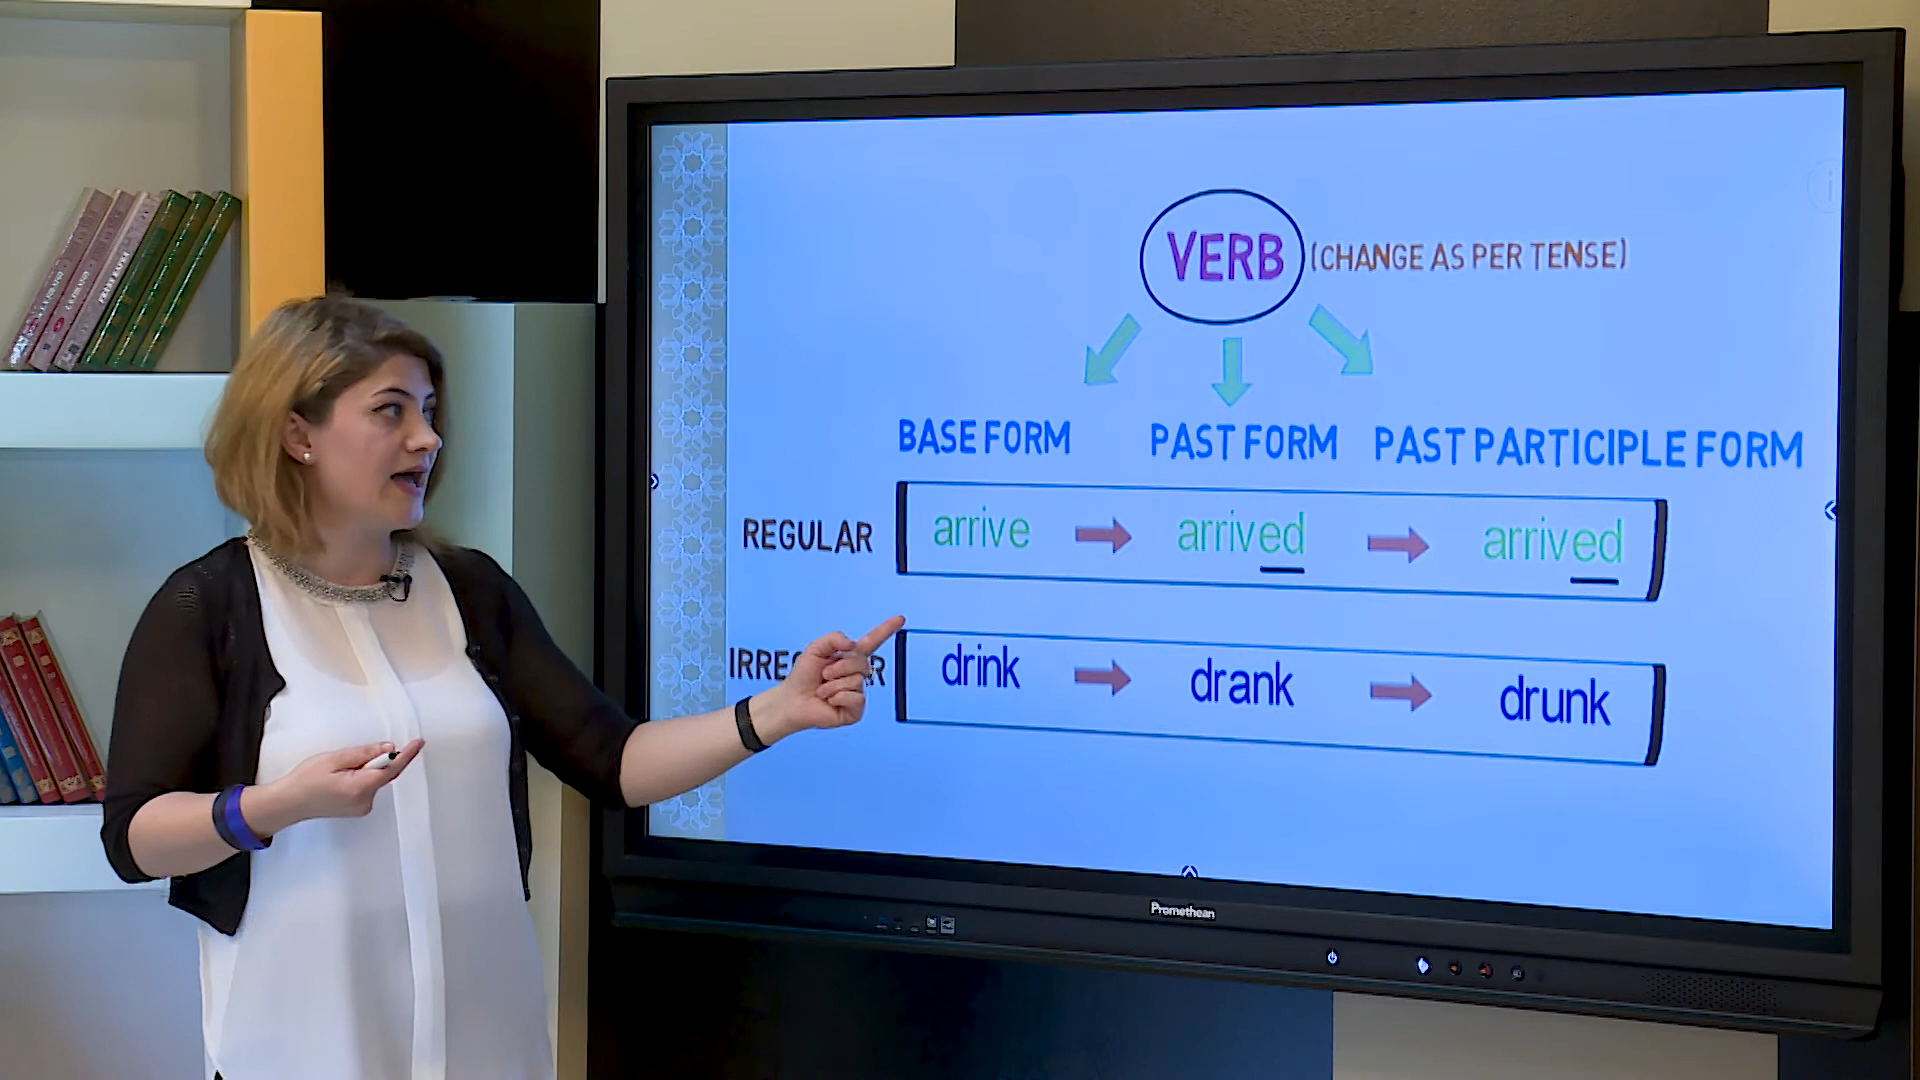 VERB (CHANGE AS PER TENSE)
BASE FORM PAST FORM PAST PARTICIPLE FORM
REGULAR arrive arrived arrived
drink drank drunk
Promethean